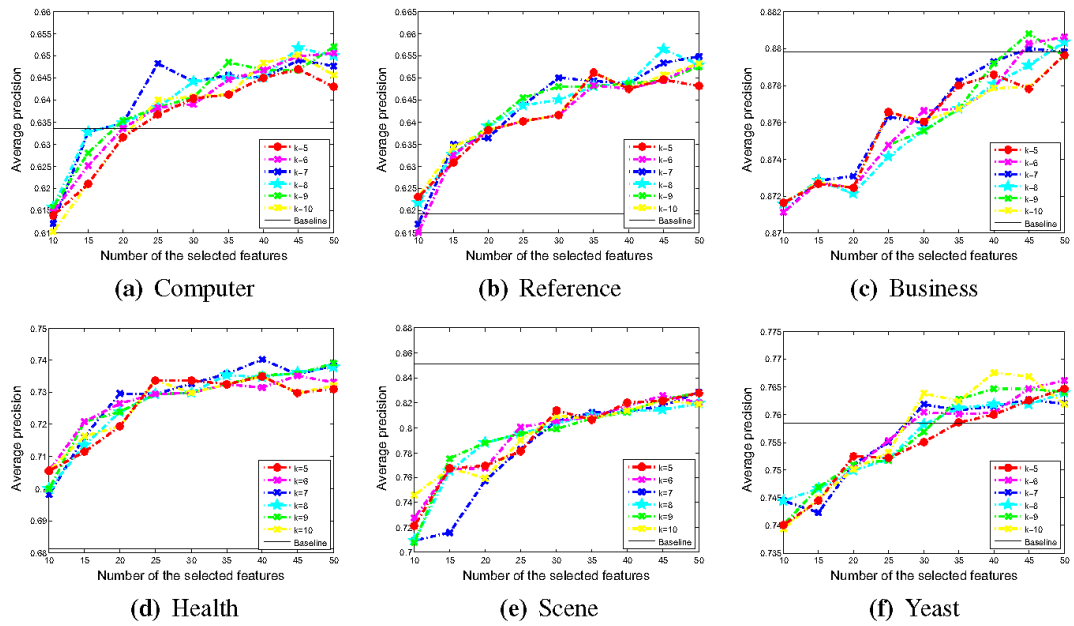 0.665
0.66
0.655
0.65
0.645
0.64
0.635
0.63
0.625
0.62
0.615
0.61
Average precision
10 15 20 25 30 35 40 45 50
Number of the selected features
k-5
k-6
k-7
k-8
k-9
k-10
Baseline
(a) Computer
0.665
0.66
0.655
0.65
0.645
0.64
0.635
0.63
0.625
0.62
0.615
Average precision
10 15 20 25 30 35 40 45 50
Number of the selected features
k-5
k-6
k-7
k-8
k-9
k-10
Baseline
(b) Reference
0.882
0.88
0.878
0.876
0.874
0.872
0.87
Average precision
10 15 20 25 30 35 40 45 50
Number of the selected features
k-5
k-6
k-7
k-8
k-9
k-10
Baseline
(c) Business
0.75
0.74
0.73
0.72
0.71
0.7
0.69
0.68
Average precision
10 15 20 25 30 35 40 45 50
Number of the selected features
k=5
k=6
k=7
k=8
k=9
k=10
Baseline
(d) Health
0.88
0.86
0.84
0.82
0.8
0.78
0.76
0.74
0.72
0.7
Average precision
10 15 20 25 30 35 40 45 50
Number of the selected features
k=5
k=6
k=7
k=8
k=9
k=10
Baseline
(e) Scene
0.775
0.77
0.765
0.76
0.755
0.75
0.745
0.74
0.735
Average precision
10 15 20 25 30 35 40 45 50
Number of the selected features
k-5
k-6
k-7
k-8
k-9
k-10
Baseline
(f) Yeast